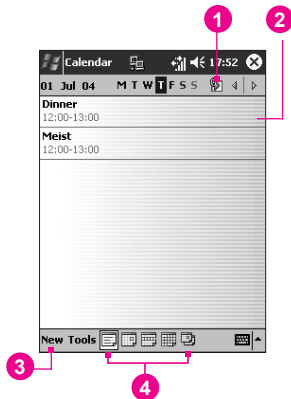 1
2
Calendar 17:52
01 Jul 04 M T W T F S S
Dinner
12:00-13:00
Meist
12:00-13:00
New Tools
3
4